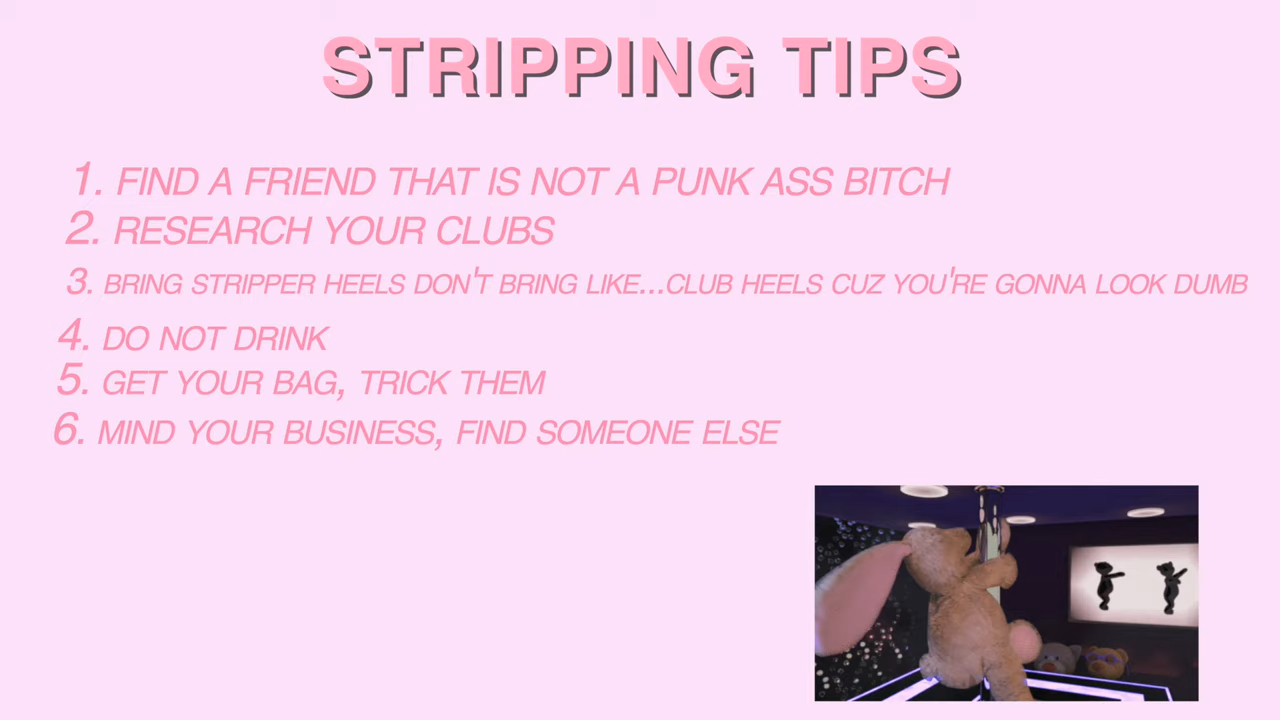 STRIPPING TIPS
1. FIND A FRIEND THAT IS NOT A PUNK ASS BITCH
2. RESEARCH YOUR CLUBS
3. BRING STRIPPER HEELS DON'T BRING LIKE...CLUB HEELS CUZ YOU'RE GONNA LOOK DUMB
4. DO NOT DRINK
5. GET YOUR BAG, TRICK THEM
6. MIND YOUR BUSINESS, FIND SOMEONE ELSE